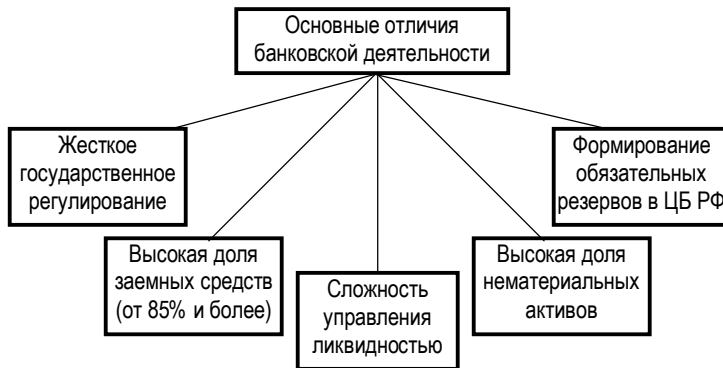 Основные отличия
банковской деятельности
Жесткое
государственное
регулирование
Формирование
обязательных
резервов в ЦБ РФ
Высокая доля
заемных средств
(от 85% и более)
Сложность
управления
ликвидностью
Высокая доля
нематериальных
активов